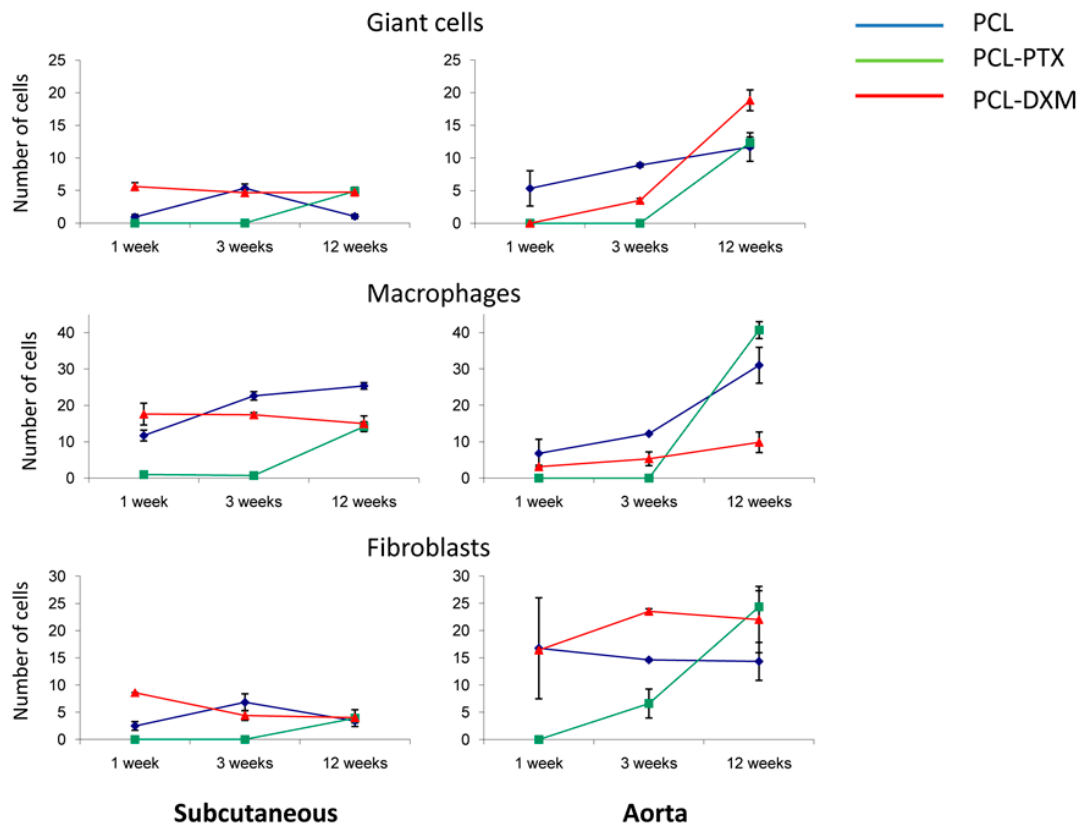 Giant cells
PCL
PCL-PTX
PCL-DXM
Number of cells
25
20
15
10
5
0
1 week 3 weeks 12 weeks
25
20
15
10
5
0
1 week 3 weeks 12 weeks
Macrophages
Number of cells
40
30
20
10
0
1 week 3 weeks 12 weeks
40
30
20
10
0
1 week 3 weeks 12 weeks
Fibroblasts
Number of cells
30
25
20
15
10
5
0
1 week 3 weeks 12 weeks
30
25
20
15
10
5
0
1 week 3 weeks 12 weeks
Subcutaneous
Aorta